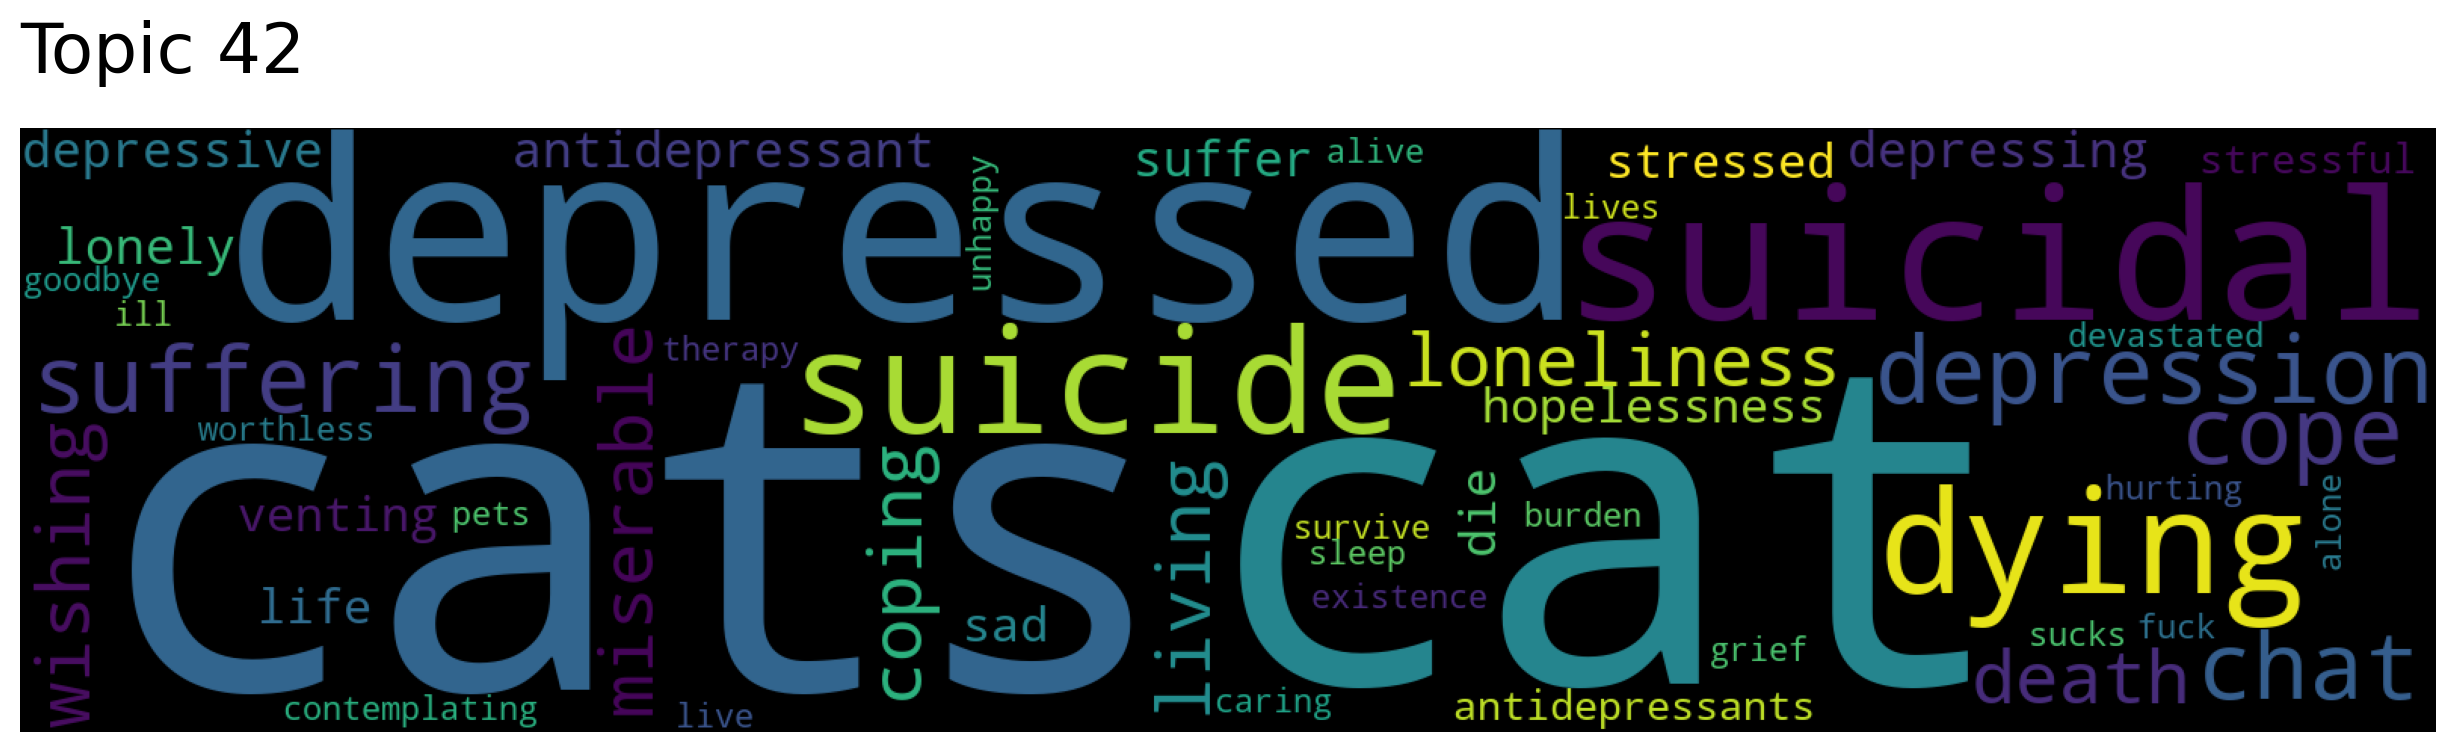 Topic 42
depressive
antidepressant
suffer
alive
stressed
depressing
stressful
depressed
unhappy
lives
suicidal
lonely
goodbye
ill
suffering
miserable
therapy
suicide
loneliness
hopelessness
devastated
depression
cope
worthless
wishing
cats
cat
venting
pets
coping
living
survive
sleep
die
burden
existence
dying
hurting
alone
life
sad
grief
sucks
fuck
death
chat
contemplating
live
caring
antidepressants